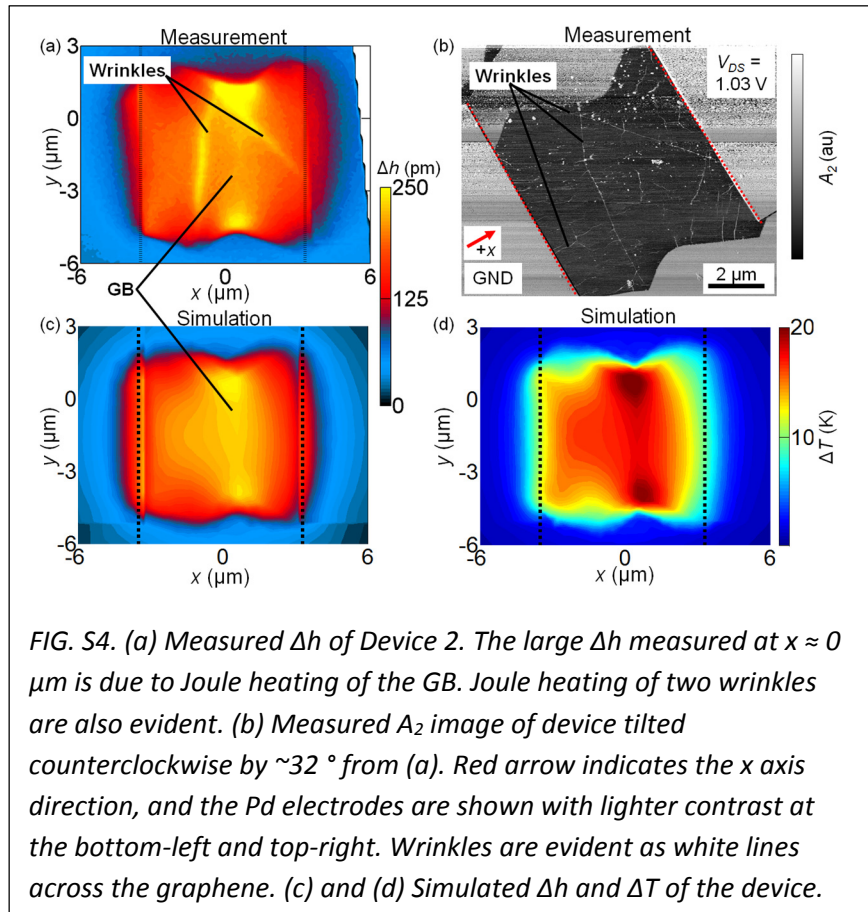 Measurement
Measurement
(a)
3
Wrinkles
0
y (µm)
-3
-6
-6
0
6
x (µm)
Δh (pm)
250
125
0
GB
(b)
Wrinkles
V_DS =
1.03 V
+x
GND
2 µm
A₂ (au)
Simulation
Simulation
(c)
3
0
y (µm)
-3
-6
-6
0
6
x (µm)
(d)
3
0
y (µm)
-3
-6
-6
0
6
x (µm)
20
10
ΔT (K)
FIG. S4. (a) Measured Δh of Device 2. The large Δh measured at x ≈ 0
µm is due to Joule heating of the GB. Joule heating of two wrinkles
are also evident. (b) Measured A₂ image of device tilted
counterclockwise by ~32 ° from (a). Red arrow indicates the x axis
direction, and the Pd electrodes are shown with lighter contrast at
the bottom-left and top-right. Wrinkles are evident as white lines
across the graphene. (c) and (d) Simulated Δh and ΔT of the device.